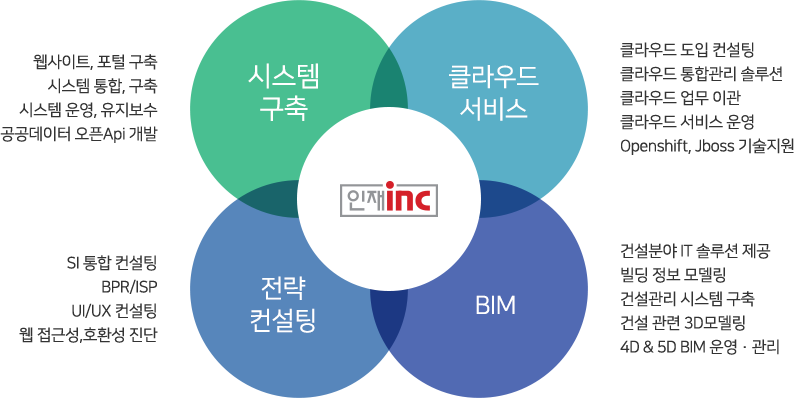 웹사이트, 포털 구축
시스템 통합, 구축
시스템 운영, 유지보수
공공데이터 오픈Api 개발
시스템
구축
클라우드
서비스
클라우드 도입 컨설팅
클라우드 통합관리 솔루션
클라우드 업무 이관
클라우드 서비스 운영
Openshift, Jboss 기술지원
인재inc
SI 통합 컨설팅
BPR/ISP
UI/UX 컨설팅
웹 접근성,호환성 진단
전략
컨설팅
BIM
건설분야 IT 솔루션 제공
빌딩 정보 모델링
건설관리 시스템 구축
건설 관련 3D모델링
4D & 5D BIM 운영 · 관리